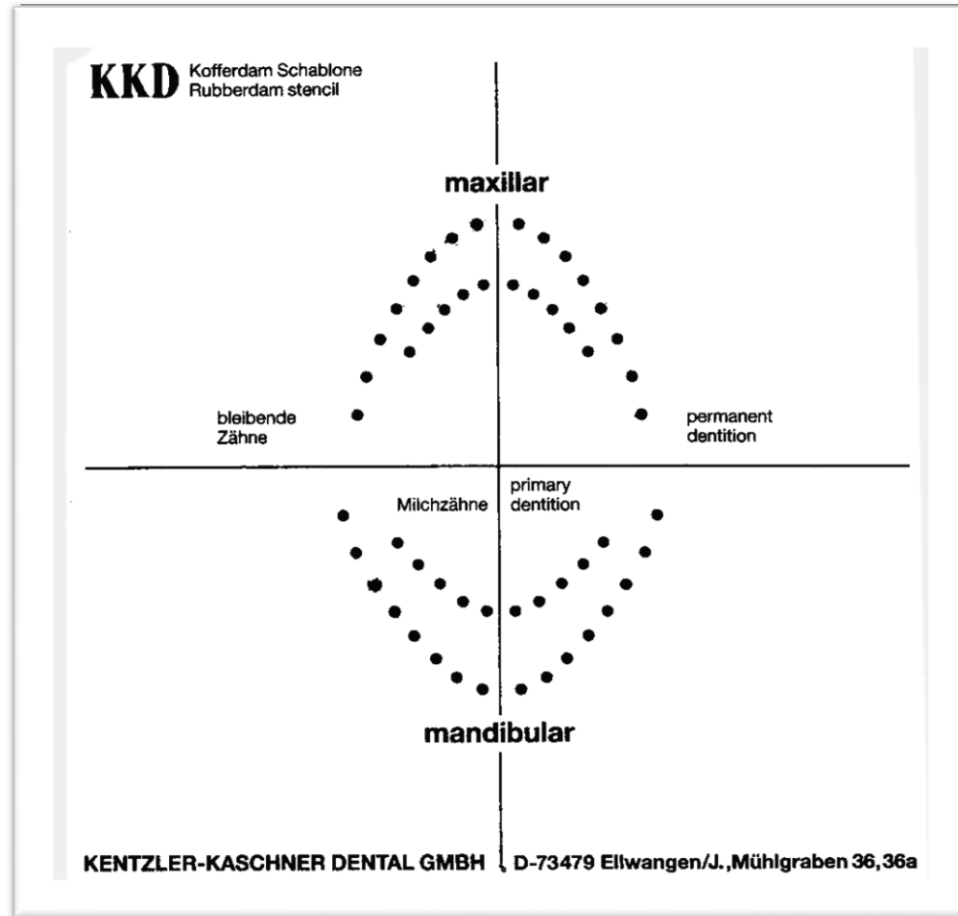 KKD Kofferdam Schablone
Rubberdam stencil
maxillar
bleibende
Zähne
permanent
dentition
Milchzähne
primary
dentition
mandibular
KENTZLER-KASCHNER DENTAL GMBH D-73479 Ellwangen/J.,Mühlgraben 36,36a